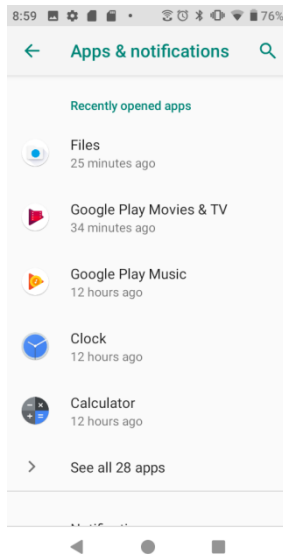 8:59
76%
Apps & notifications
Recently opened apps
Files
25 minutes ago
Google Play Movies & TV
34 minutes ago
Google Play Music
12 hours ago
Clock
12 hours ago
Calculator
12 hours ago
See all 28 apps